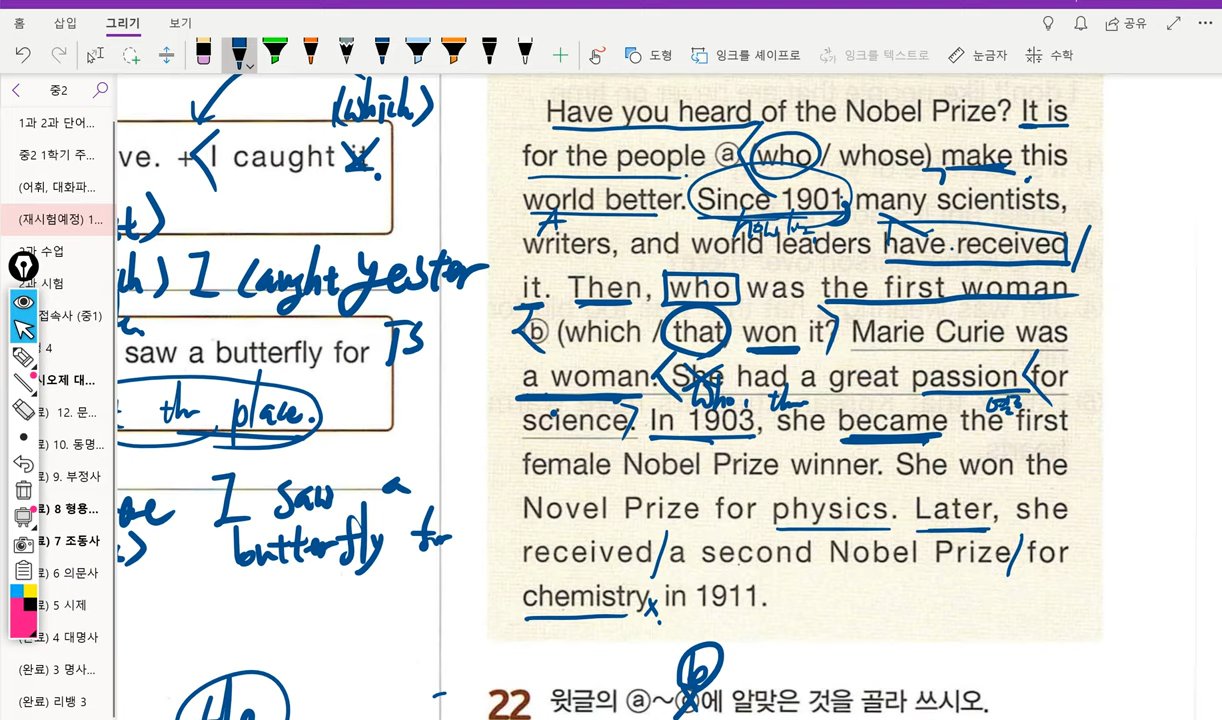 홈 삽입 그리기 보기 공유
도형 잉크를 셰이프로 잉크를 텍스트로 눈금자 수학
중2
1과 2과 단어...
중2 1학기 주...
(어휘, 대화파...
(재시험예정) 1...
2과 수업
2과 시험
접속사 (중1)
4
시오제 대...
료) 12. 문...
료) 10. 동명...
료) 9. 부정사
료) 8 형용...
료) 7 조동사
료) 6 의문사
료) 5 시제
(완료) 4 대명사
(완료) 3 명사...
(완료) 리뱅 3
(which)
ve. + I caught it
I caught yester
saw a butterfly for
the place.
I saw a
butterfly for
Have you heard of the Nobel Prize? It is
for the people ⓐ (who / whose) make this
world better. Since 1901, many scientists,
writers, and world leaders have received
it. Then, who was the first woman
ⓑ (which / that) won it? Marie Curie was
a woman. She had a great passion for
who
science. In 1903, she became the first
female Nobel Prize winner. She won the
Novel Prize for physics. Later, she
received a second Nobel Prize for
chemistry in 1911.
b
22 윗글의 ⓐ~ⓒ에 알맞은 것을 골라 쓰시오.